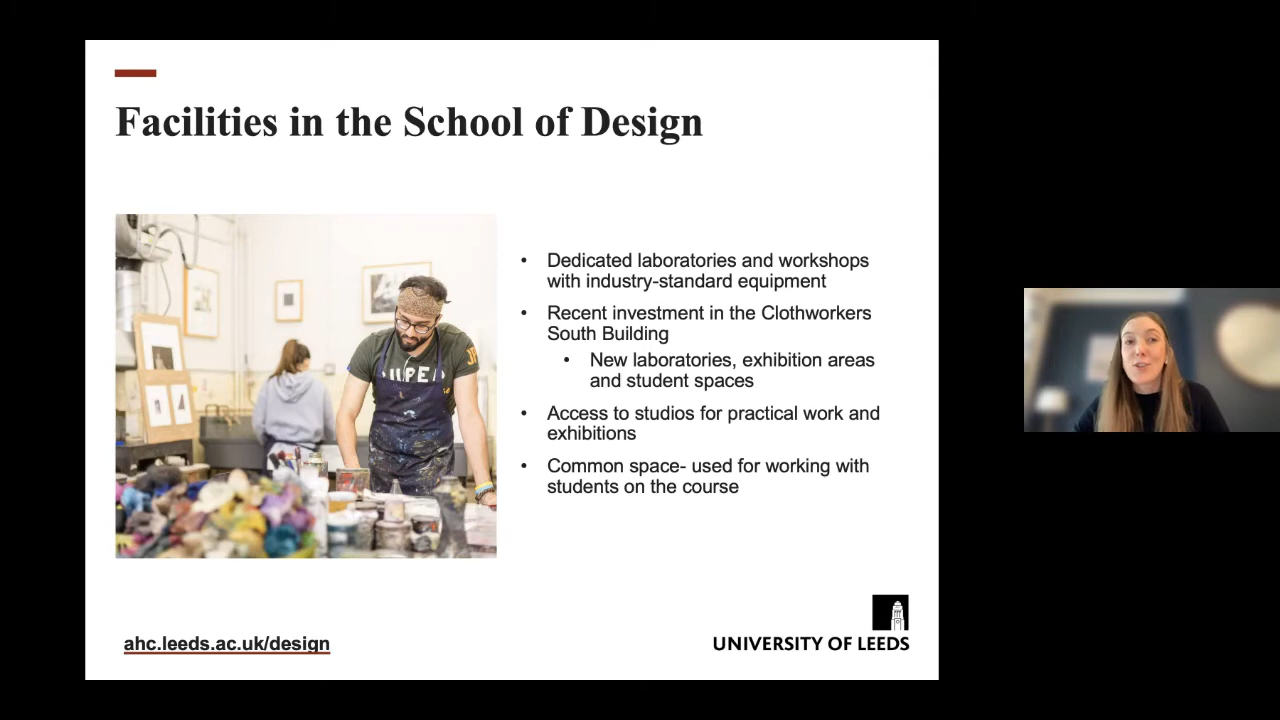 Facilities in the School of Design
• Dedicated laboratories and workshops
with industry-standard equipment
• Recent investment in the Clothworkers
South Building
• New laboratories, exhibition areas
and student spaces
• Access to studios for practical work and
exhibitions
• Common space- used for working with
students on the course
ahc.leeds.ac.uk/design
UNIVERSITY OF LEEDS